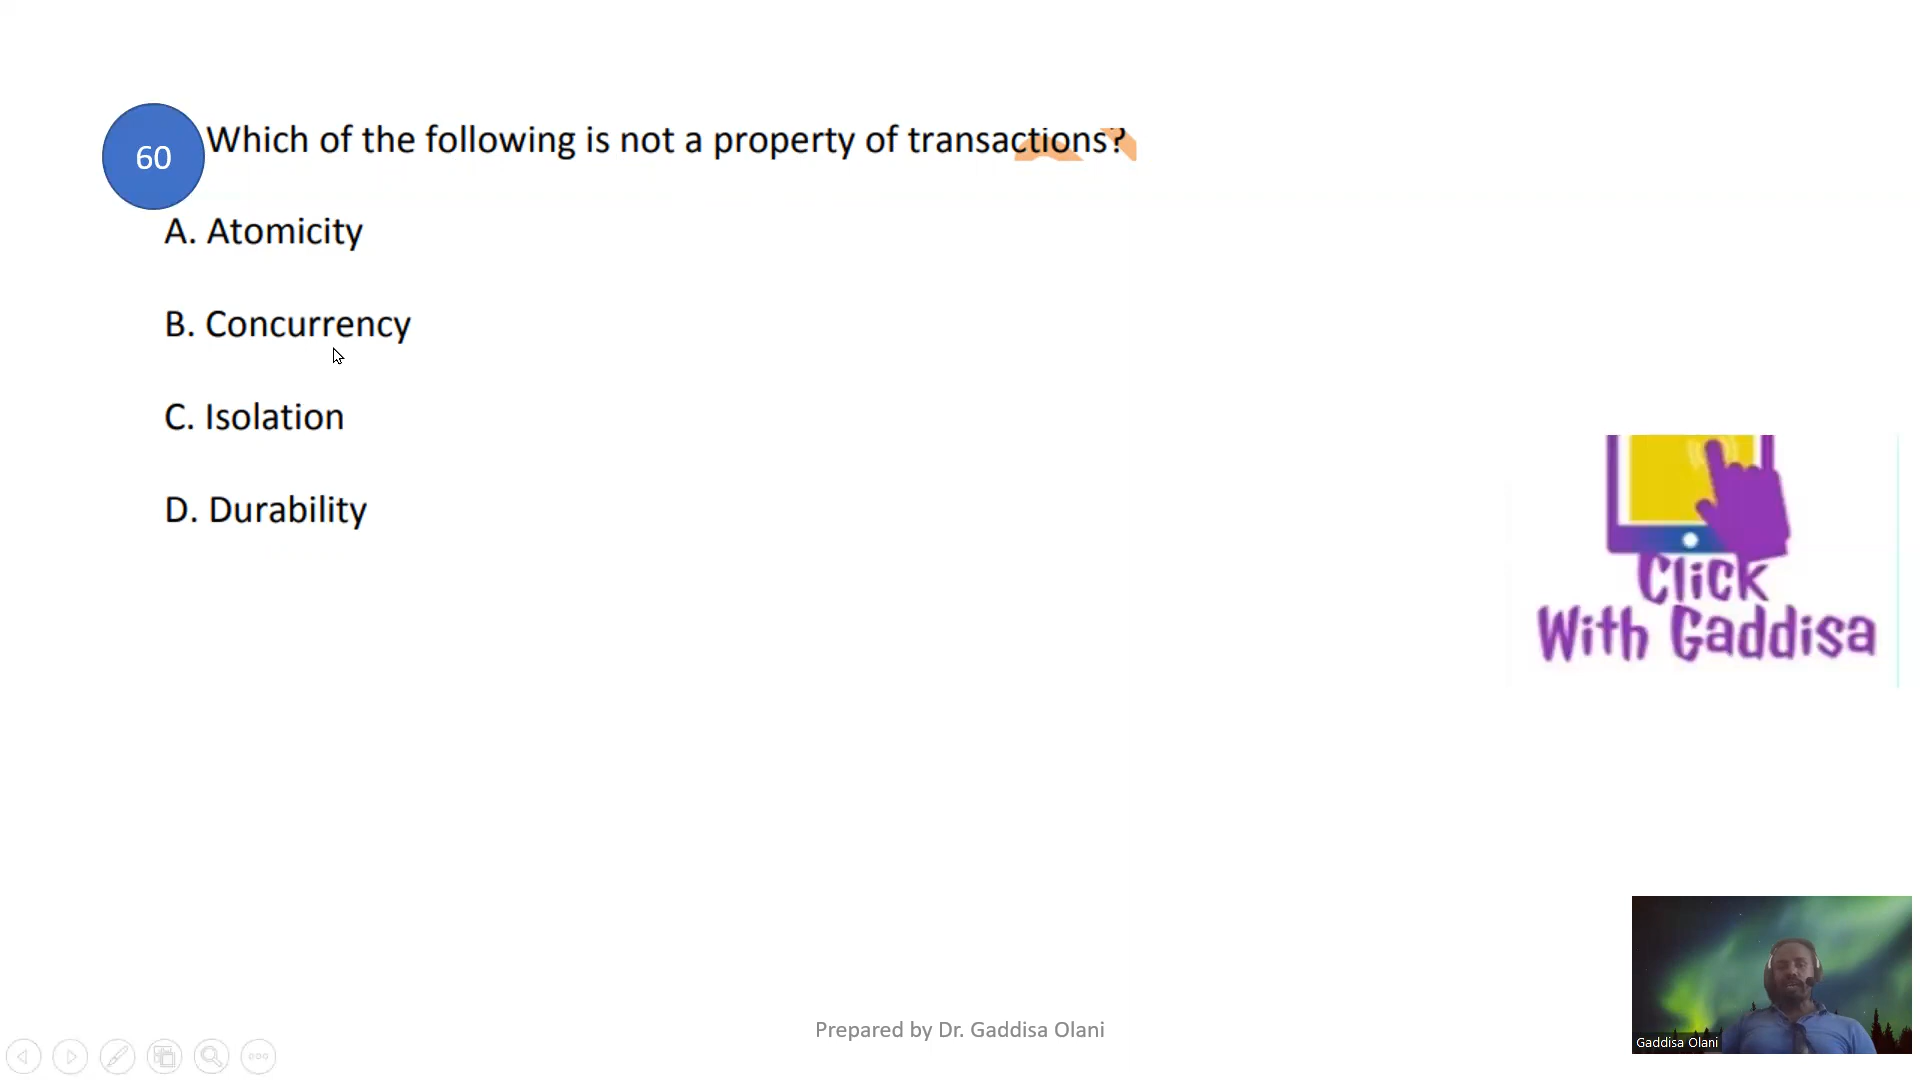 60
Which of the following is not a property of transactions?
A. Atomicity
B. Concurrency
C. Isolation
D. Durability
Click
With Gaddisa
Prepared by Dr. Gaddisa Olani
Gaddisa Olani